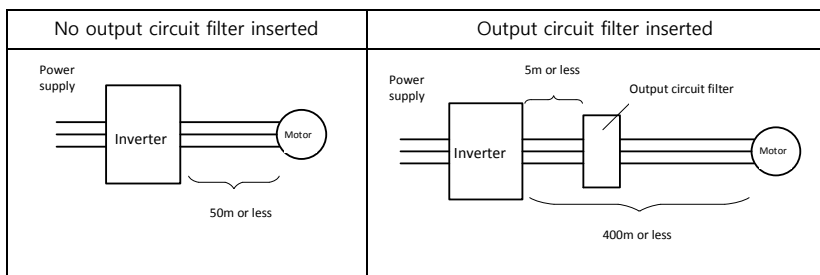 No output circuit filter inserted
Output circuit filter inserted
Power
supply
Inverter
Motor
50m or less
Power
supply
5m or less
Output circuit filter
Inverter
Motor
400m or less